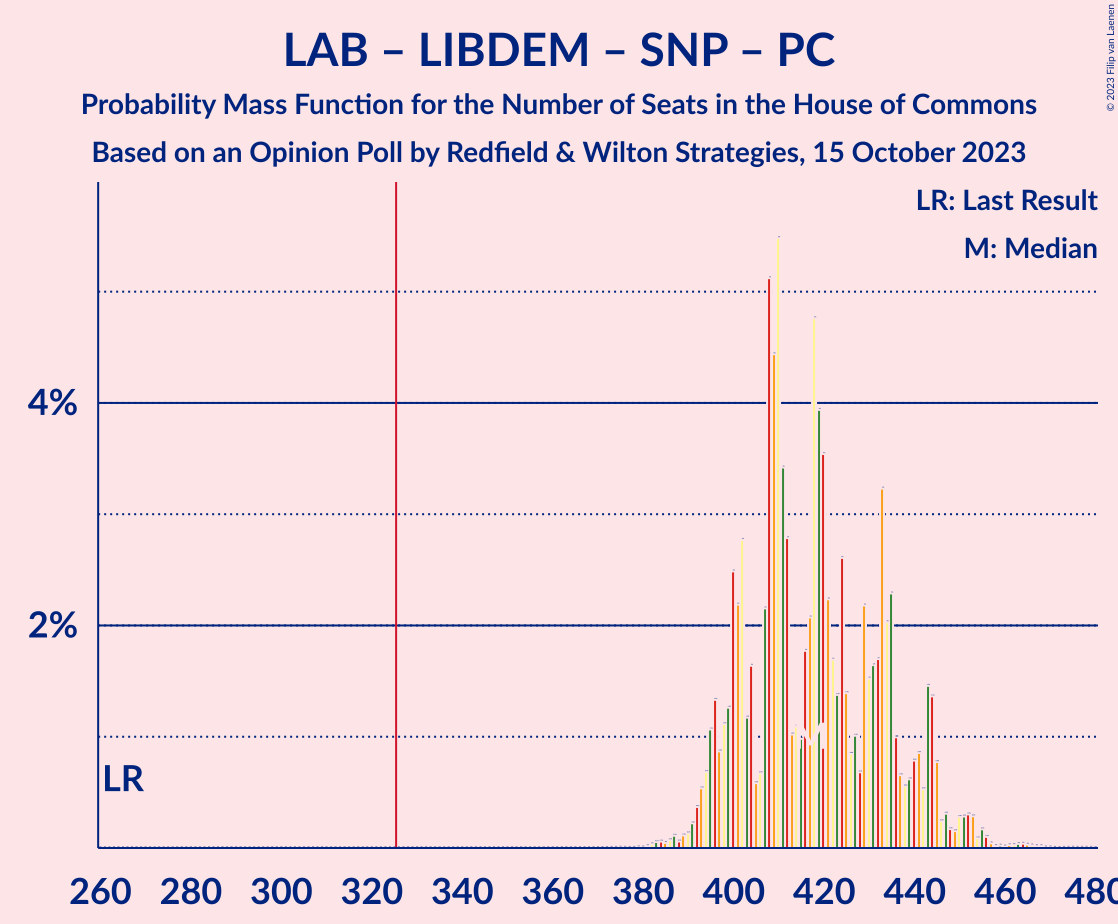 LAB – LIBDEM – SNP – PC
Probability Mass Function for the Number of Seats in the House of Commons
Based on an Opinion Poll by Redfield & Wilton Strategies, 15 October 2023
© 2023 Filip van Laenen
LR: Last Result
M: Median
4%
2%
LR
M
260 280 300 320 340 360 380 400 420 440 460 480